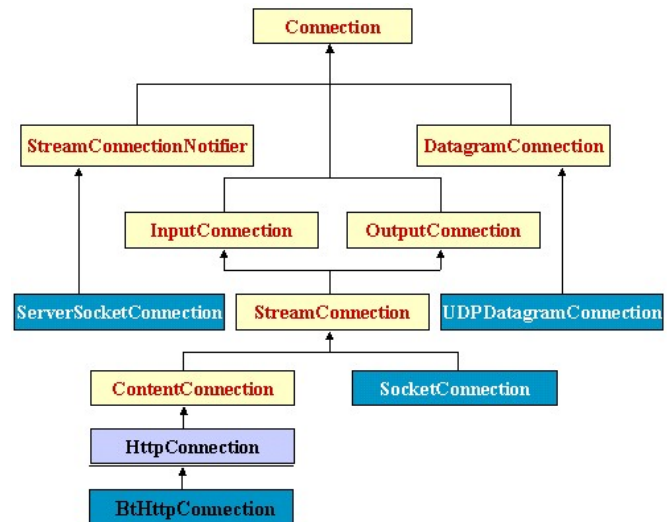 Connection
StreamConnectionNotifier
DatagramConnection
InputConnection
OutputConnection
ServerSocketConnection
StreamConnection
UDPDatagramConnection
ContentConnection
SocketConnection
HttpConnection
BtHttpConnection